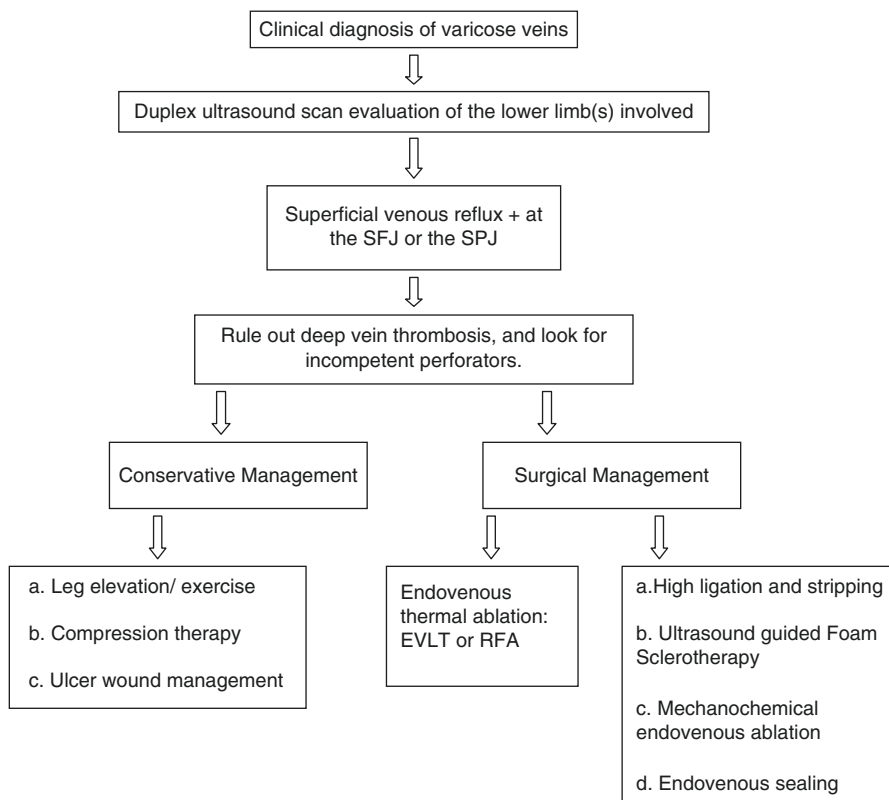 Clinical diagnosis of varicose veins
Duplex ultrasound scan evaluation of the lower limb(s) involved
Superficial venous reflux + at
the SFJ or the SPJ
Rule out deep vein thrombosis, and look for
incompetent perforators.
Conservative Management
Surgical Management
a. Leg elevation/ exercise
b. Compression therapy
c. Ulcer wound management
Endovenous
thermal ablation:
EVLT or RFA
a.High ligation and stripping
b. Ultrasound guided Foam
Sclerotherapy
c. Mechanochemical
endovenous ablation
d. Endovenous sealing